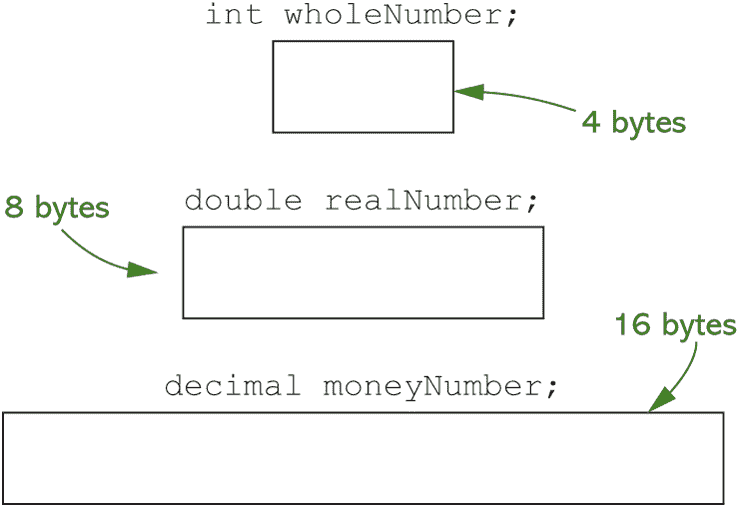 int wholeNumber;
4 bytes
double realNumber;
8 bytes
16 bytes
decimal moneyNumber;